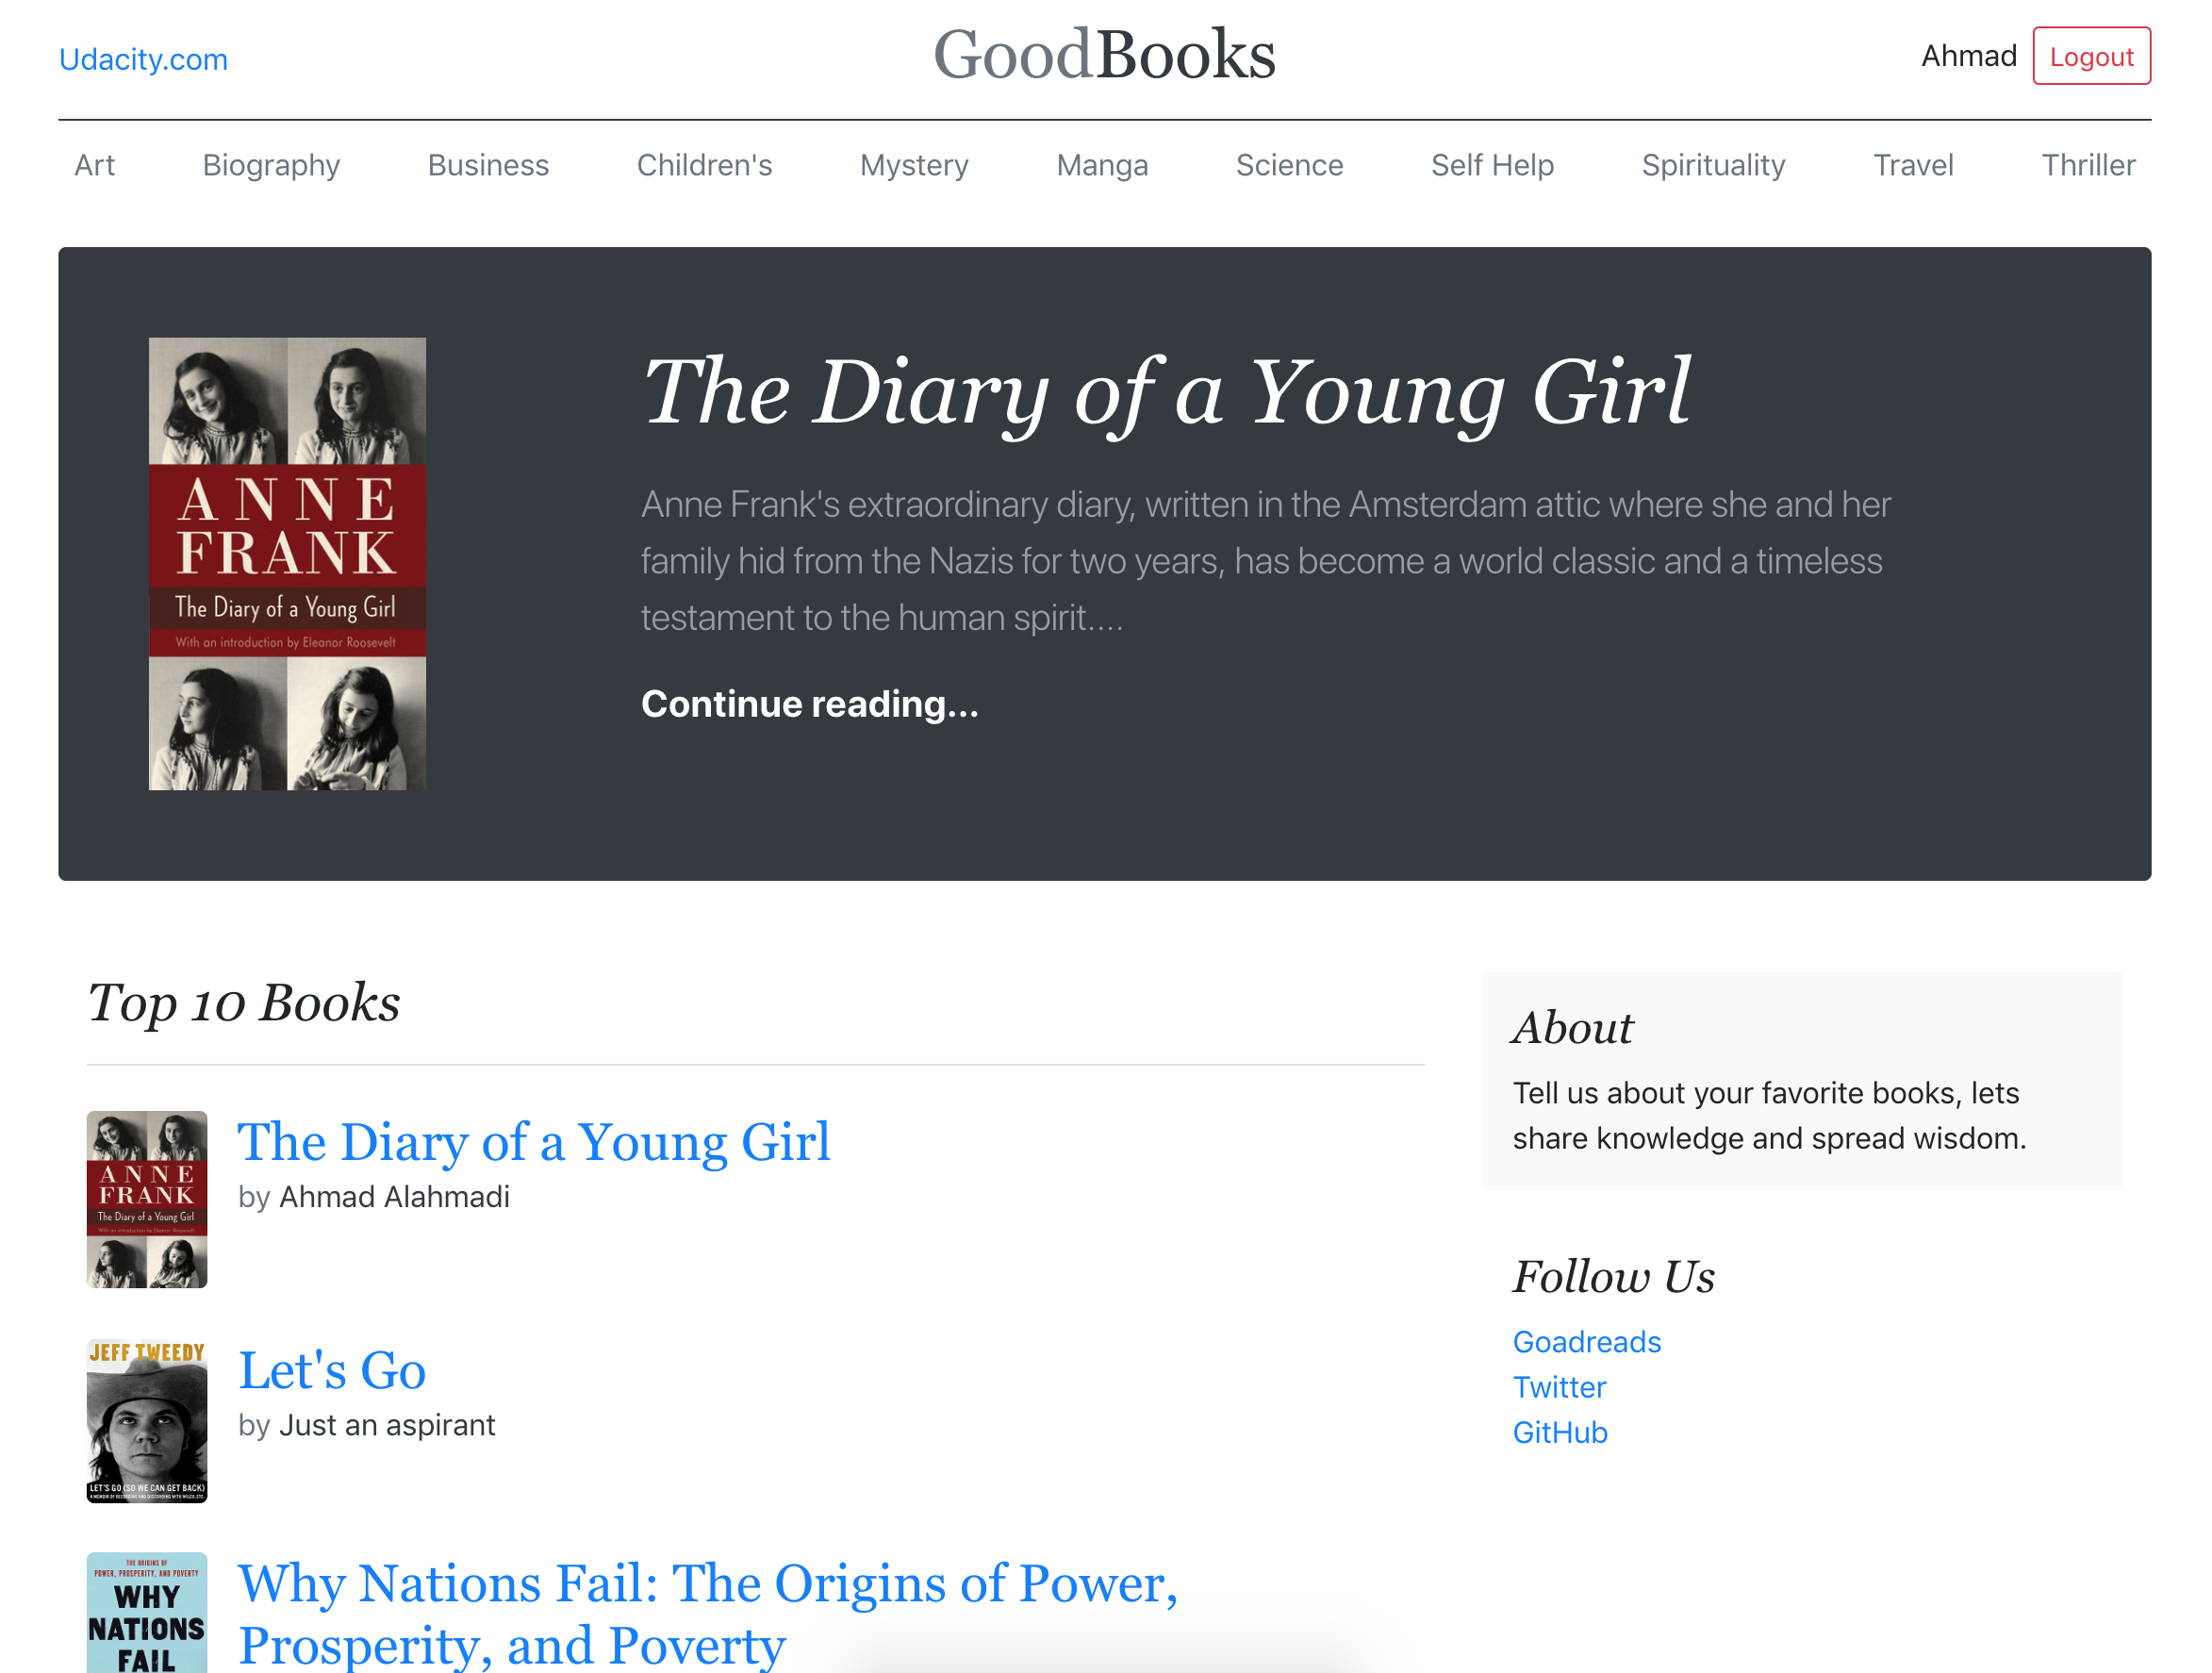 Udacity.com
GoodBooks
Ahmad
Logout
Art
Biography
Business
Children's
Mystery
Manga
Science
Self Help
Spirituality
Travel
Thriller
ANNE
FRANK
The Diary of a Young Girl
With an introduction by Eleanor Roosevelt
The Diary of a Young Girl
Anne Frank's extraordinary diary, written in the Amsterdam attic where she and her
family hid from the Nazis for two years, has become a world classic and a timeless
testament to the human spirit....
Continue reading...
Top 10 Books
ANNE
FRANK
The Diary of a Young Girl
With an introduction by Eleanor Roosevelt
The Diary of a Young Girl
by Ahmad Alahmadi
JEFF TWEEDY
LET'S GO (SO WE CAN GET BACK)
Let's Go
by Just an aspirant
THE ORIGINS OF
POWER, PROSPERITY, AND POVERTY
WHY
NATIONS
FAIL
Why Nations Fail: The Origins of Power,
Prosperity, and Poverty
About
Tell us about your favorite books, lets
share knowledge and spread wisdom.
Follow Us
Goadreads
Twitter
GitHub